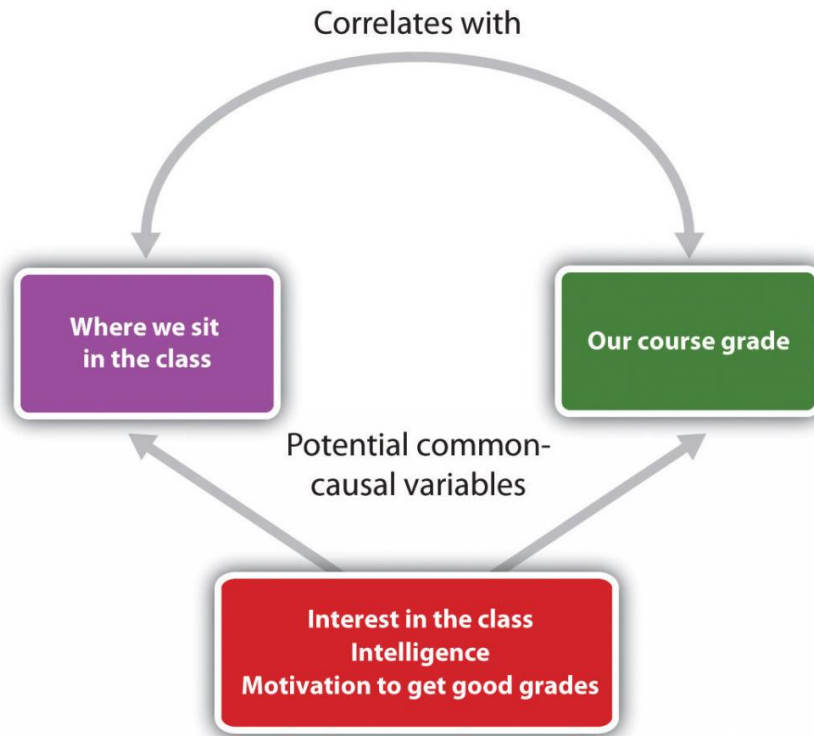 Correlates with
Where we sit
in the class
Our course grade
Potential common-
causal variables
Interest in the class
Intelligence
Motivation to get good grades